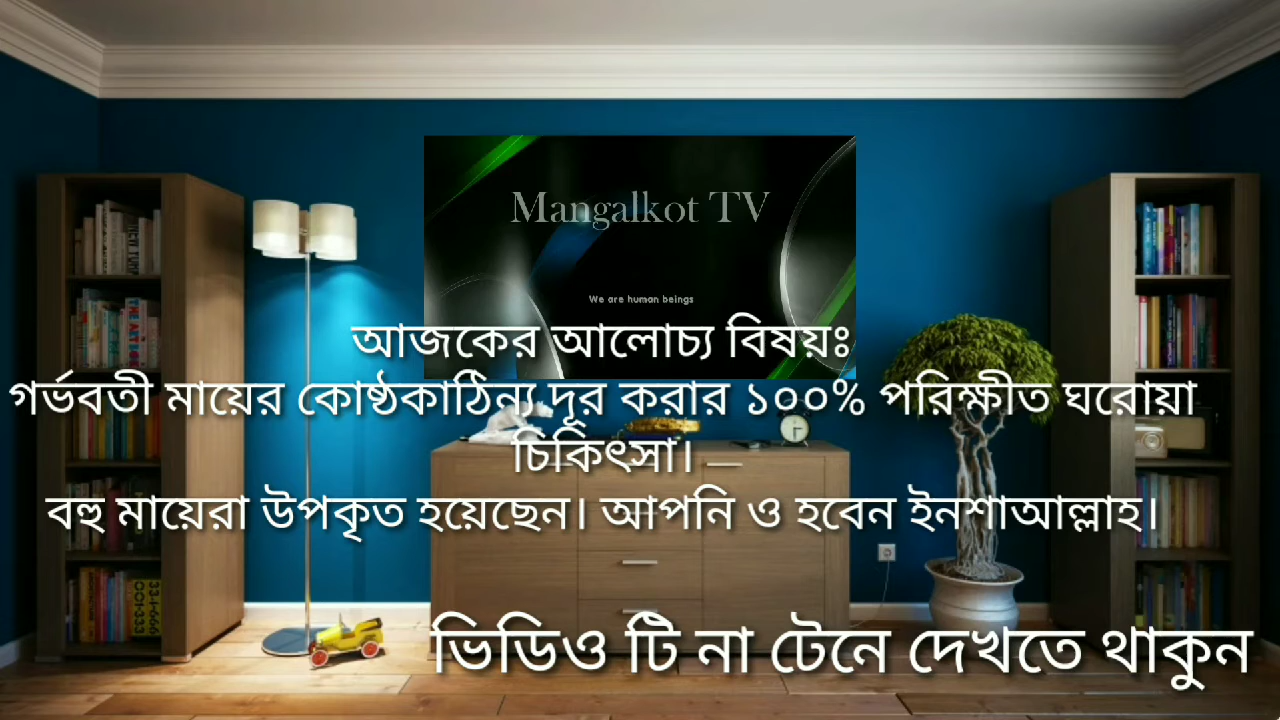 Mangalkot TV
We are human beings
আজকের আলোচ্য বিষয়ঃ
গর্ভবতী মায়ের কোষ্ঠকাঠিন্য দূর করার ১০০% পরিক্ষীত ঘরোয়া
চিকিৎসা।
বহু মায়েরা উপকৃত হয়েছেন। আপনি ও হবেন ইনশাআল্লাহ।
ভিডিও টি না টেনে দেখতে থাকুন